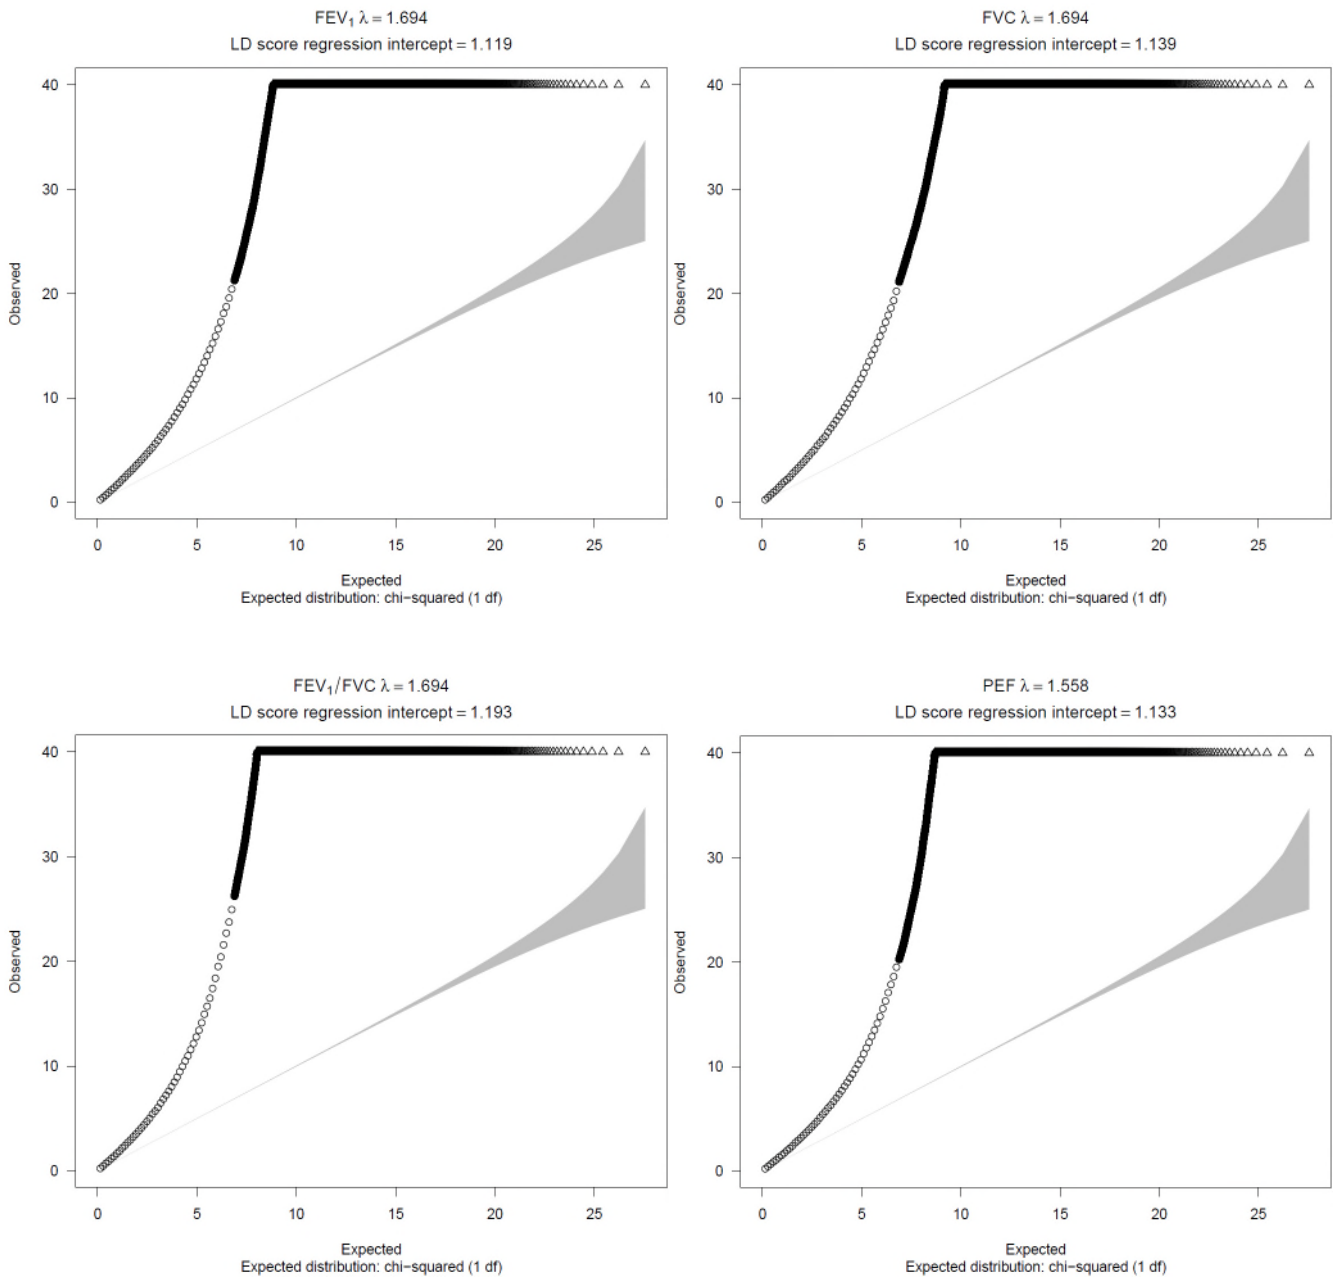 FEV₁ λ = 1.694
LD score regression intercept = 1.119
40
30
20
10
0
Observed
0 5 10 15 20 25
Expected
Expected distribution: chi−squared (1 df)
FVC λ = 1.694
LD score regression intercept = 1.139
40
30
20
10
0
Observed
0 5 10 15 20 25
Expected
Expected distribution: chi−squared (1 df)
FEV₁/FVC λ = 1.694
LD score regression intercept = 1.193
40
30
20
10
0
Observed
0 5 10 15 20 25
Expected
Expected distribution: chi−squared (1 df)
PEF λ = 1.558
LD score regression intercept = 1.133
40
30
20
10
0
Observed
0 5 10 15 20 25
Expected
Expected distribution: chi−squared (1 df)